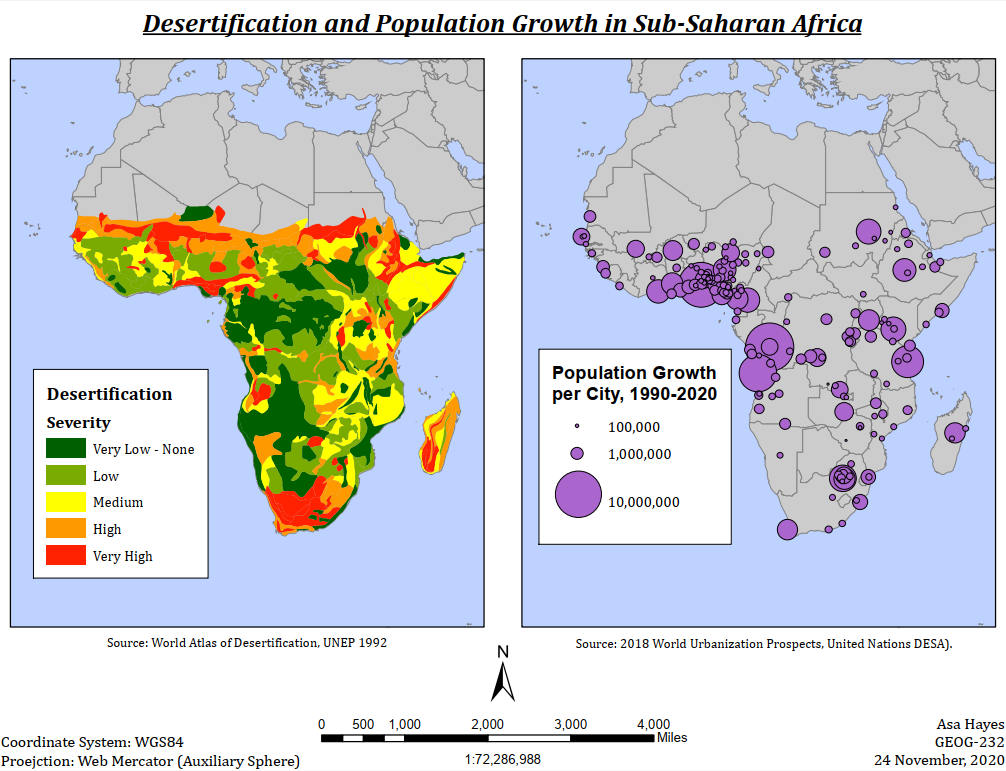 Desertification and Population Growth in Sub-Saharan Africa
Desertification
Severity
Very Low - None
Low
Medium
High
Very High
Population Growth
per City, 1990-2020
100,000
1,000,000
10,000,000
Source: World Atlas of Desertification, UNEP 1992
Source: 2018 World Urbanization Prospects, United Nations DESA).
N
0 500 1,000 2,000 3,000 4,000
Miles
1:72,286,988
Coordinate System: WGS84
Proejction: Web Mercator (Auxiliary Sphere)
Asa Hayes
GEOG-232
24 November, 2020